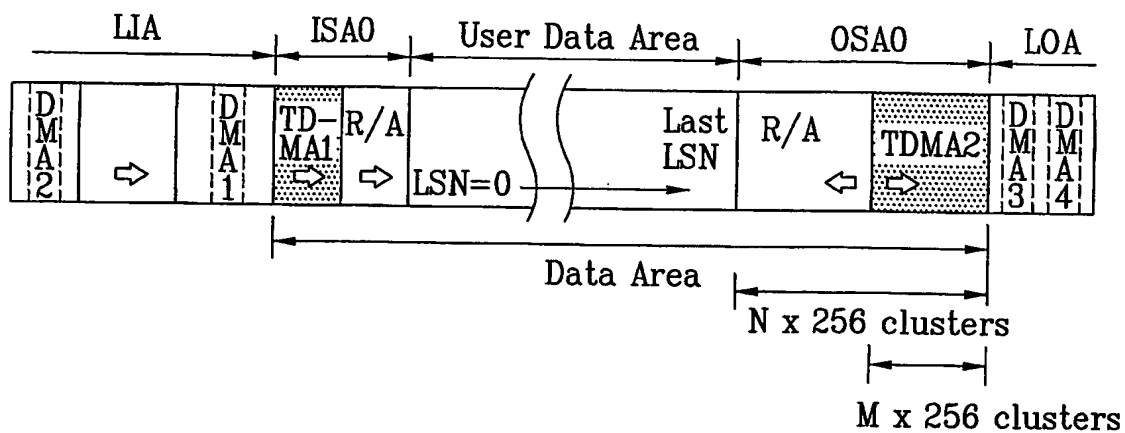 LIA
ISA0
User Data Area
OSA0
LOA
DMA2
DMA1
TD-
MA1
R/A
LSN=0
Last
LSN
R/A
TDMA2
DMA3
DMA4
Data Area
N x 256 clusters
M x 256 clusters